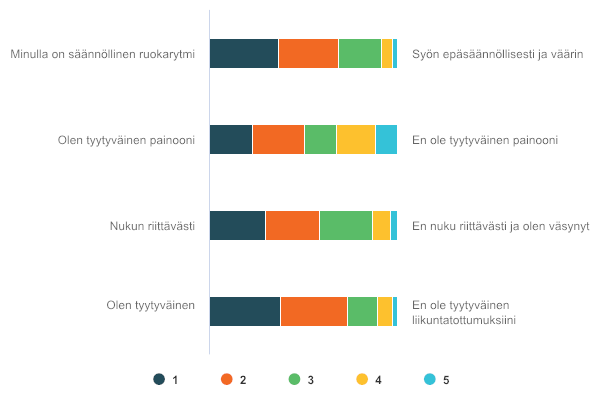 Minulla on säännöllinen ruokarytmi
Syön epäsäännöllisesti ja väärin
Olen tyytyväinen painooni
En ole tyytyväinen painooni
Nukun riittävästi
En nuku riittävästi ja olen väsynyt
Olen tyytyväinen
En ole tyytyväinen
liikuntatottumuksiini
1 2 3 4 5